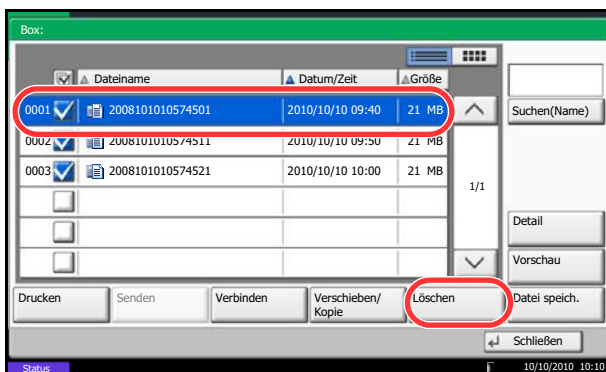 Box:
Dateiname Datum/Zeit Größe
0001 2008101010574501 2010/10/10 09:40 21 MB
Suchen(Name)
0002 2008101010574511 2010/10/10 09:50 21 MB
0003 2008101010574521 2010/10/10 10:00 21 MB
1/1
Detail
Vorschau
Drucken Senden Verbinden Verschieben/ Kopie Löschen Datei speich.
Schließen
Status 10/10/2010 10:10